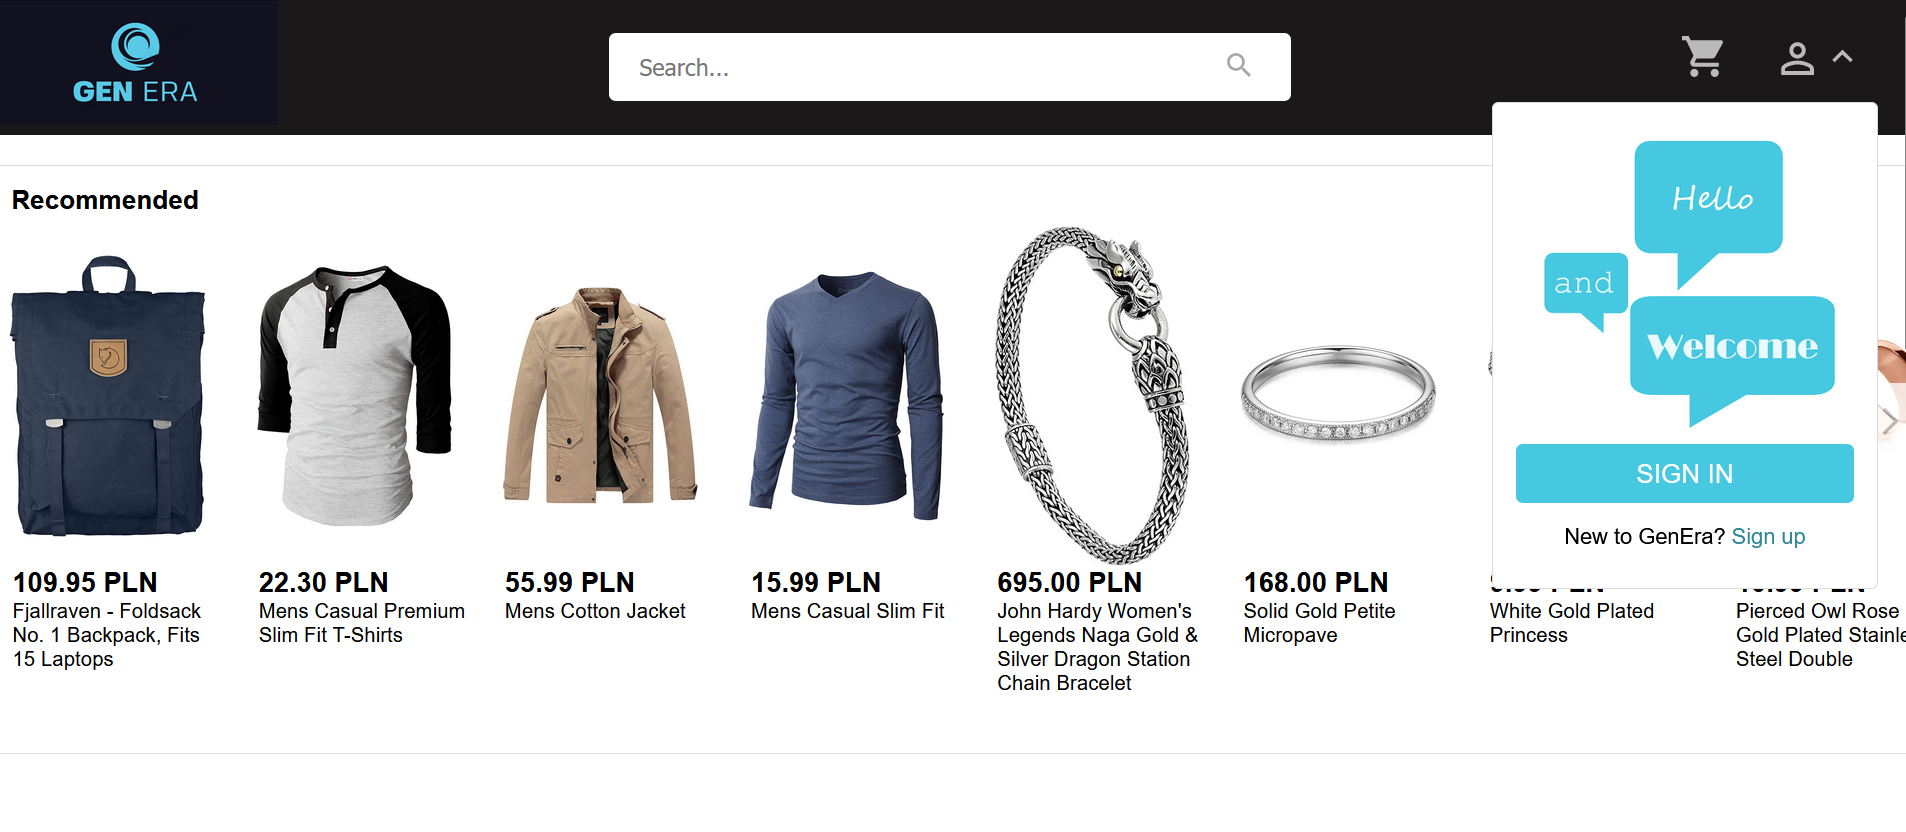 GEN ERA
Search...
Hello
and
Welcome
SIGN IN
New to GenEra? Sign up
Recommended
109.95 PLN
Fjallraven - Foldsack
No. 1 Backpack, Fits
15 Laptops
22.30 PLN
Mens Casual Premium
Slim Fit T-Shirts
55.99 PLN
Mens Cotton Jacket
15.99 PLN
Mens Casual Slim Fit
695.00 PLN
John Hardy Women's
Legends Naga Gold &
Silver Dragon Station
Chain Bracelet
168.00 PLN
Solid Gold Petite
Micropave
PLN
White Gold Plated
Princess
PLN
Pierced Owl Rose
Gold Plated Stainle
Steel Double